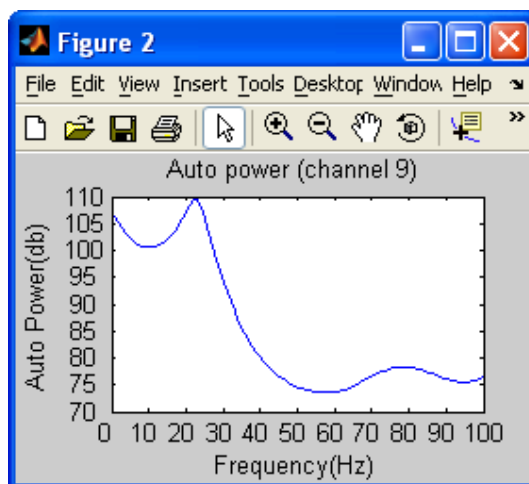 Figure 2
File Edit View Insert Tools Desktop Window Help
Auto power (channel 9)
Auto Power(db)
110
105
100
95
90
85
80
75
70
0 10 20 30 40 50 60 70 80 90 100
Frequency(Hz)